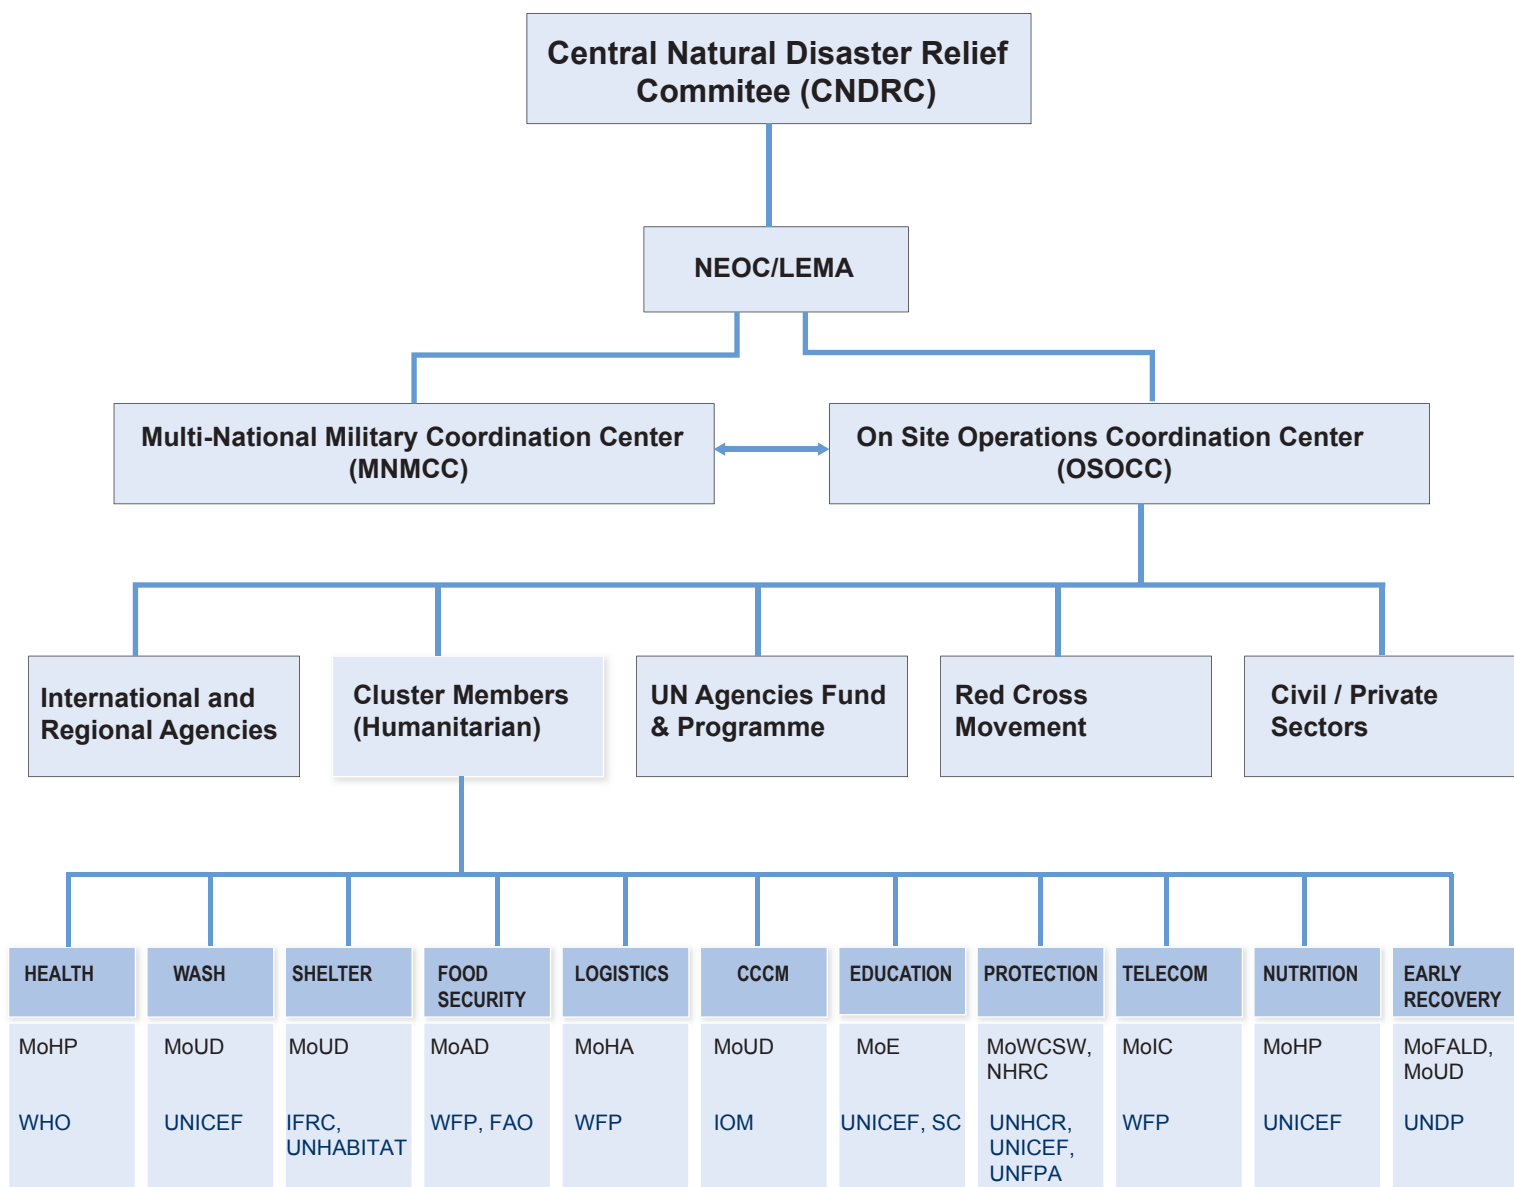 Central Natural Disaster Relief
Commitee (CNDRC)
NEOC/LEMA
Multi-National Military Coordination Center
(MNMCC)
On Site Operations Coordination Center
(OSOCC)
International and
Regional Agencies
Cluster Members
(Humanitarian)
UN Agencies Fund
& Programme
Red Cross
Movement
Civil / Private
Sectors
HEALTH
MoHP
WHO
WASH
MoUD
UNICEF
SHELTER
MoUD
IFRC,
UNHABITAT
FOOD
SECURITY
MoAD
WFP, FAO
LOGISTICS
MoHA
WFP
CCCM
MoUD
IOM
EDUCATION
MoE
UNICEF, SC
PROTECTION
MoWCSW,
NHRC
UNHCR,
UNICEF,
UNFPA
TELECOM
MoIC
WFP
NUTRITION
MoHP
UNICEF
EARLY
RECOVERY
MoFALD,
MoUD
UNDP